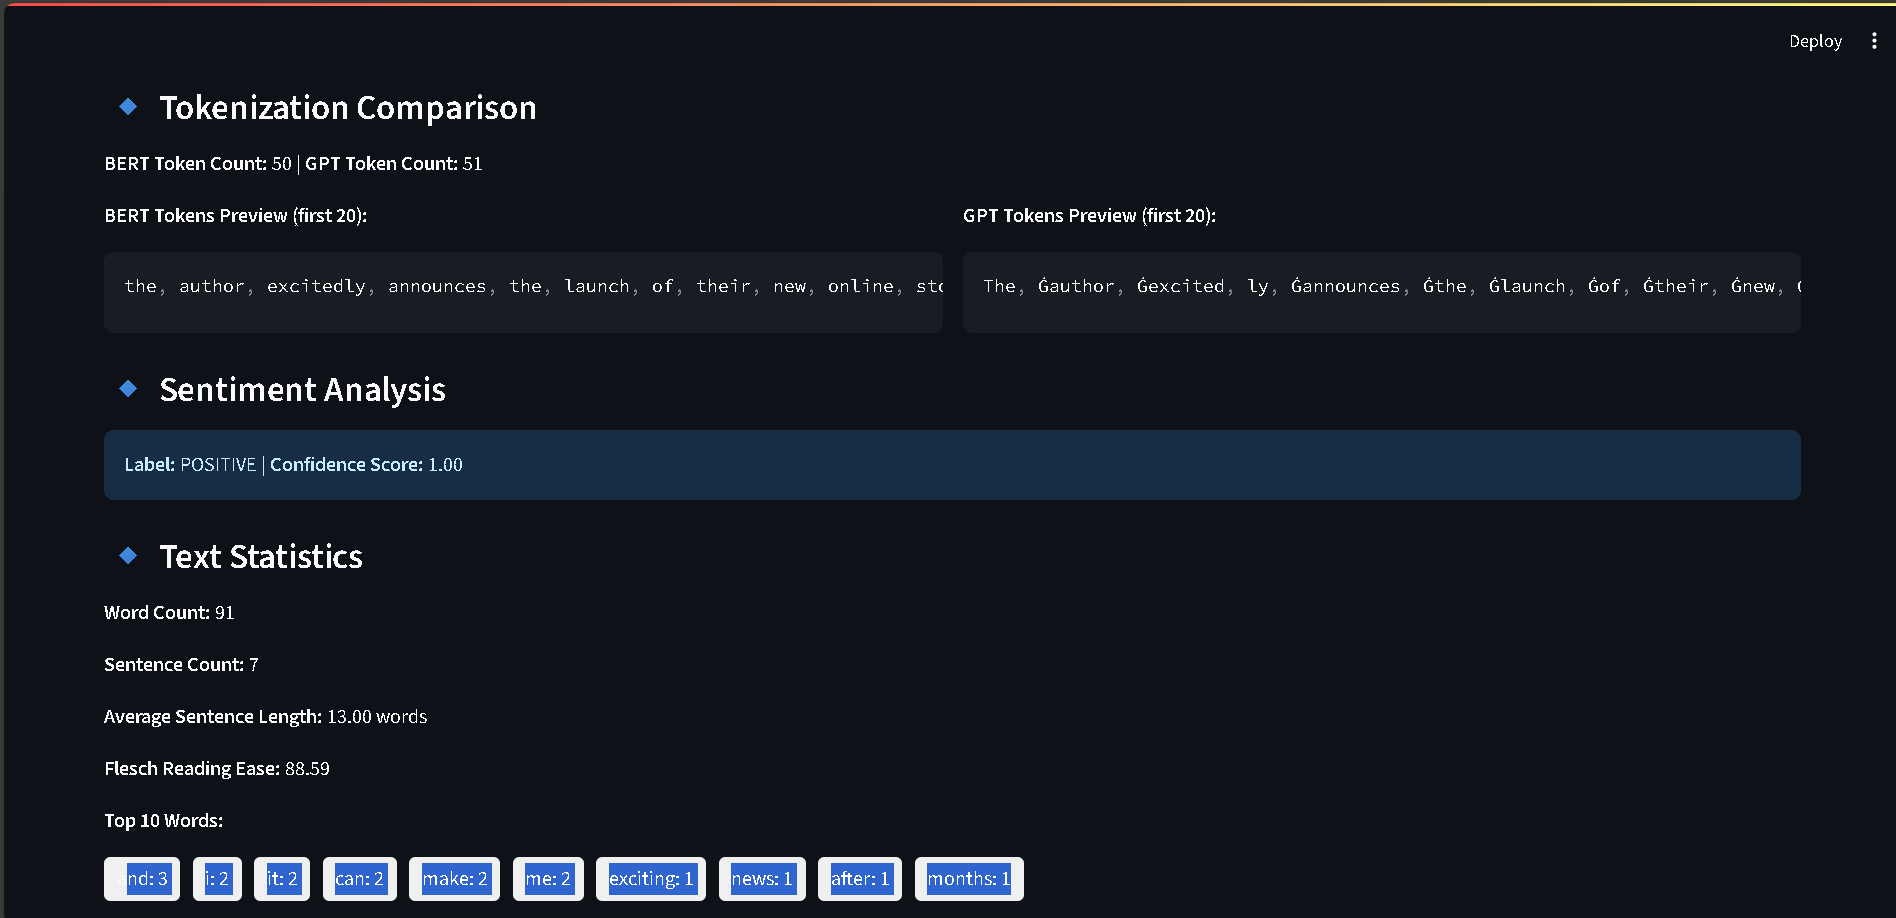 Deploy
Tokenization Comparison
BERT Token Count: 50 | GPT Token Count: 51
BERT Tokens Preview (first 20):
the, author, excitedly, announces, the, launch, of, their, new, online,
GPT Tokens Preview (first 20):
The, Ġauthor, Ġexcited, ly, Ġannounces, Ġthe, Ġlaunch, Ġof, Ġtheir, Ġnew,
Sentiment Analysis
Label: POSITIVE | Confidence Score: 1.00
Text Statistics
Word Count: 91
Sentence Count: 7
Average Sentence Length: 13.00 words
Flesch Reading Ease: 88.59
Top 10 Words:
and: 3 i: 2 it: 2 can: 2 make: 2 me: 2 exciting: 1 news: 1 after: 1 months: 1